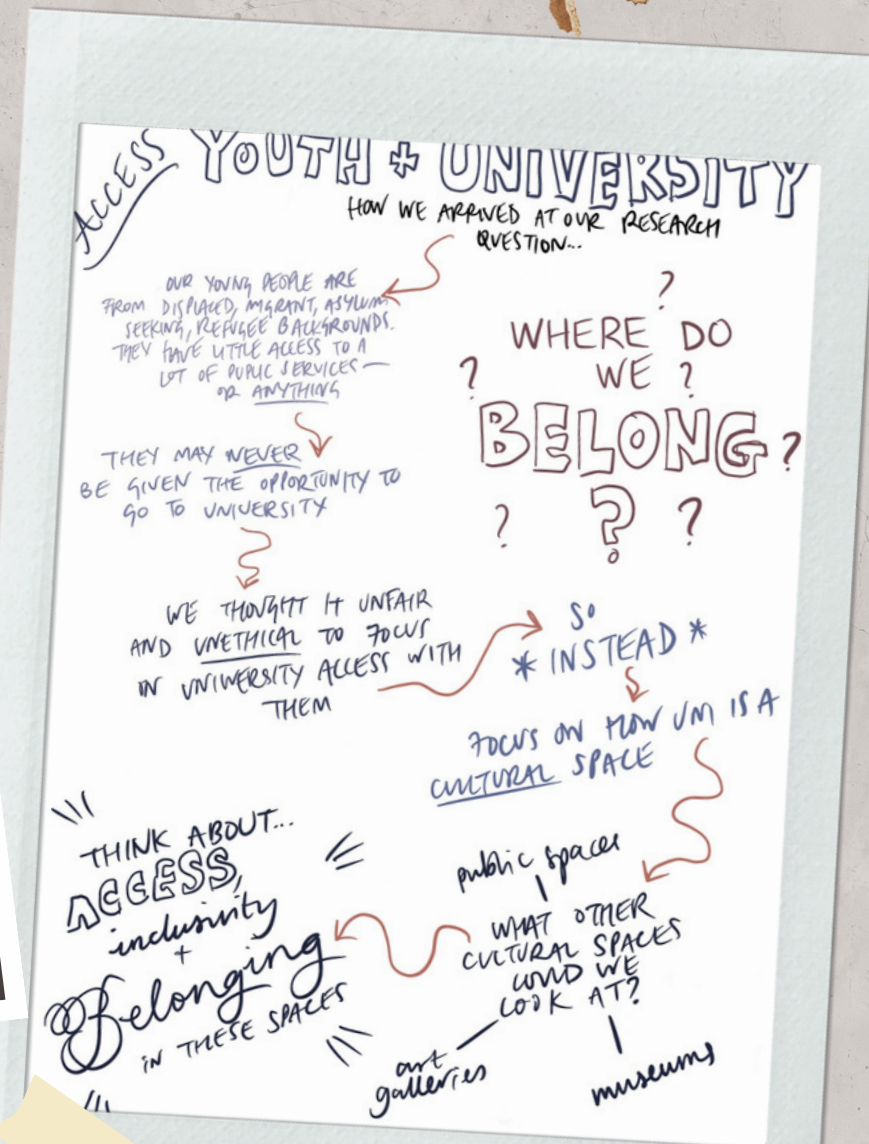 ACCESS
YOUTH + UNIVERSITY
HOW WE ARRIVED AT OUR RESEARCH
QUESTION...
OUR YOUNG PEOPLE ARE
FROM DISPLACED, MIGRANT, ASYLUM
SEEKING, REFUGEE BACKGROUNDS.
THEY HAVE LITTLE ACCESS TO A
LOT OF PUBLIC SERVICES —
OR ANYTHING
THEY MAY NEVER
BE GIVEN THE OPPORTUNITY TO
GO TO UNIVERSITY
WE THOUGHT IT UNFAIR
AND UNETHICAL TO FOCUS
IN UNIVERSITY ACCESS WITH
THEM
?
WHERE DO
? WE ?
BELONG ?
? ? ?
SO
* INSTEAD *
FOCUS ON HOW UM IS A
CULTURAL SPACE
public spaces
WHAT OTHER
CULTURAL SPACES
COULD WE
LOOK AT?
art
galleries
museums
THINK ABOUT...
ACCESS,
inclusivity
+
Belonging
IN THESE SPACES